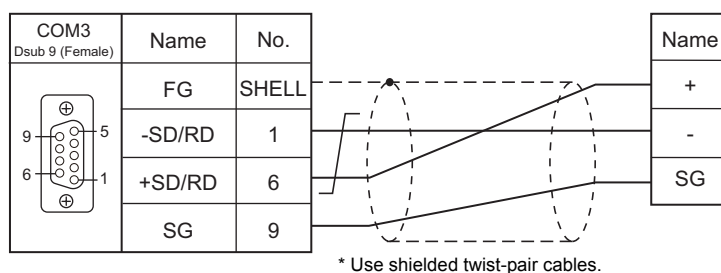 COM3
Dsub 9 (Female)
Name
No.
Name
FG
SHELL
+
9
5
-SD/RD
1
-
6
1
+SD/RD
6
SG
SG
9
* Use shielded twist-pair cables.